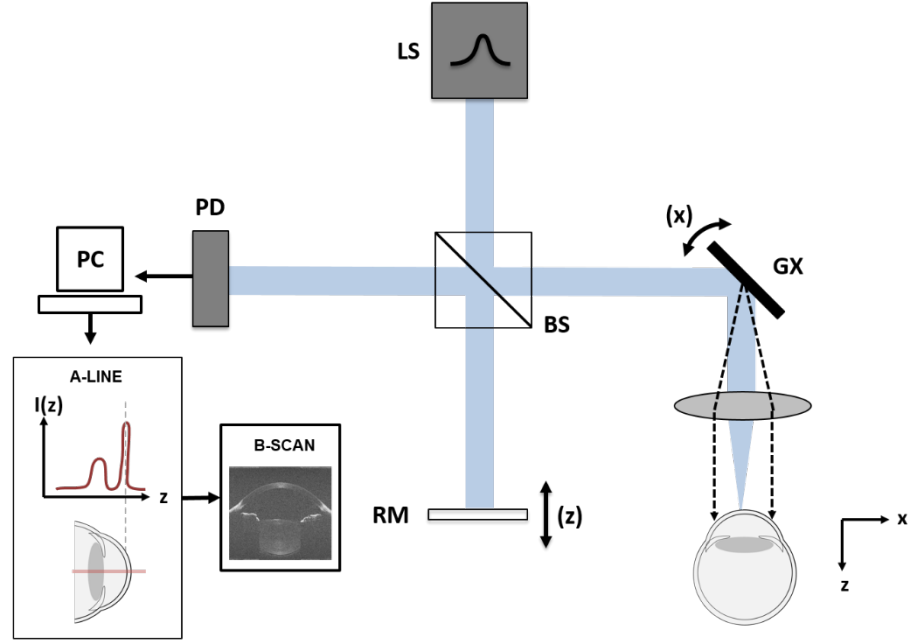 LS
PD
(x)
PC
GX
BS
A-LINE
I(z)
z
B-SCAN
RM
(z)
x
z